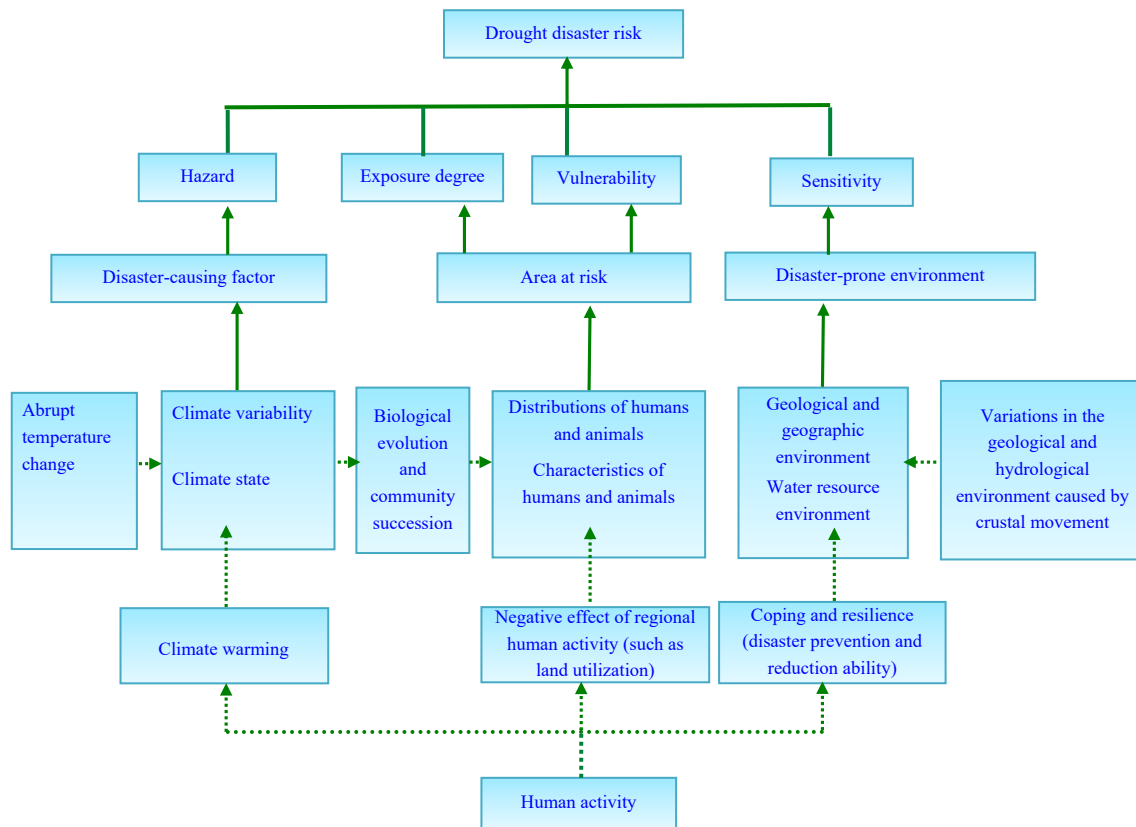 Drought disaster risk
Hazard
Exposure degree
Vulnerability
Sensitivity
Disaster-causing factor
Area at risk
Disaster-prone environment
Abrupt
temperature
change
Climate variability
Climate state
Biological
evolution
and
community
succession
Distributions of humans
and animals
Characteristics of
humans and animals
Geological and
geographic
environment
Water resource
environment
Variations in the
geological and
hydrological
environment caused by
crustal movement
Climate warming
Negative effect of regional
human activity (such as
land utilization)
Coping and resilience
(disaster prevention and
reduction ability)
Human activity